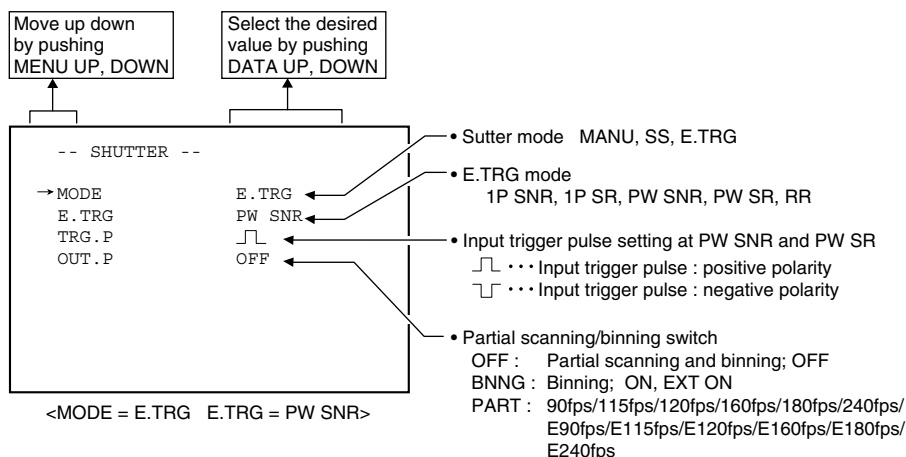 Move up down
by pushing
MENU UP, DOWN
Select the desired
value by pushing
DATA UP, DOWN
-- SHUTTER --
→MODE E.TRG
E.TRG PW SNR
TRG.P
OUT.P OFF
<MODE = E.TRG E.TRG = PW SNR>
• Sutter mode MANU, SS, E.TRG
• E.TRG mode
1P SNR, 1P SR, PW SNR, PW SR, RR
• Input trigger pulse setting at PW SNR and PW SR
··· Input trigger pulse : positive polarity
··· Input trigger pulse : negative polarity
• Partial scanning/binning switch
OFF : Partial scanning and binning; OFF
BNNG : Binning; ON, EXT ON
PART : 90fps/115fps/120fps/160fps/180fps/240fps/
E90fps/E115fps/E120fps/E160fps/E180fps/
E240fps